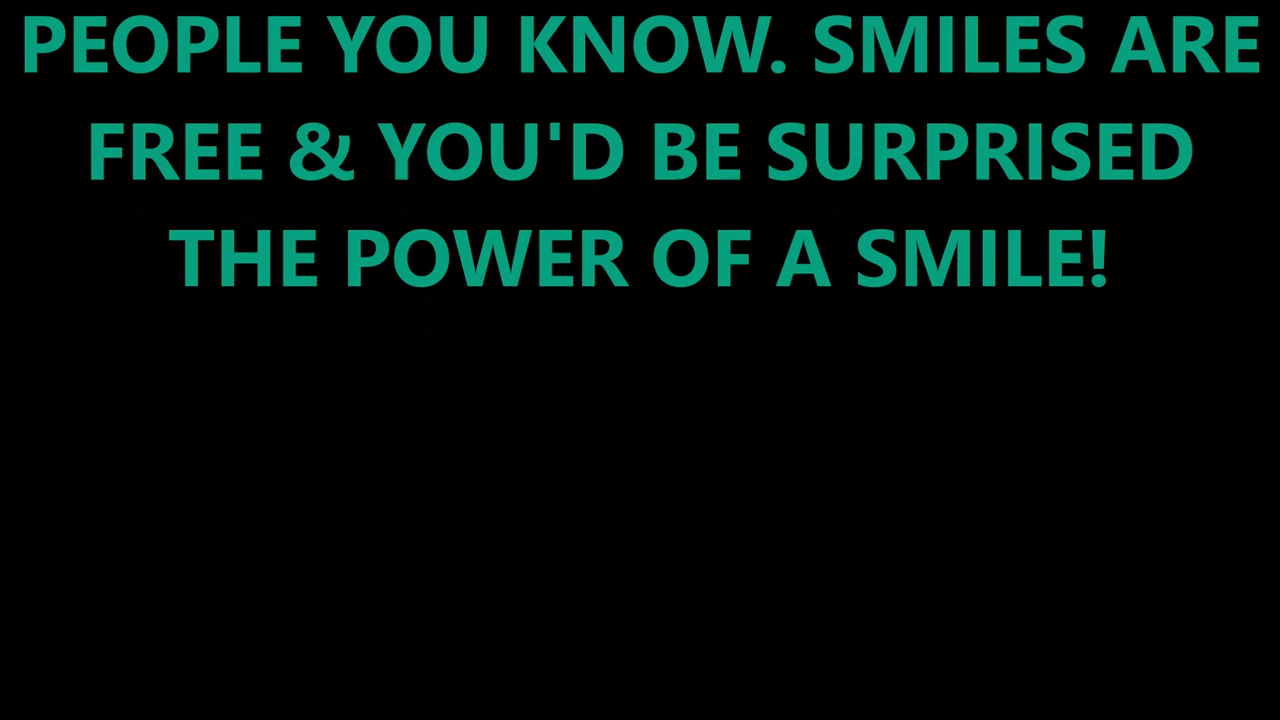 PEOPLE YOU KNOW. SMILES ARE
FREE & YOU'D BE SURPRISED
THE POWER OF A SMILE!